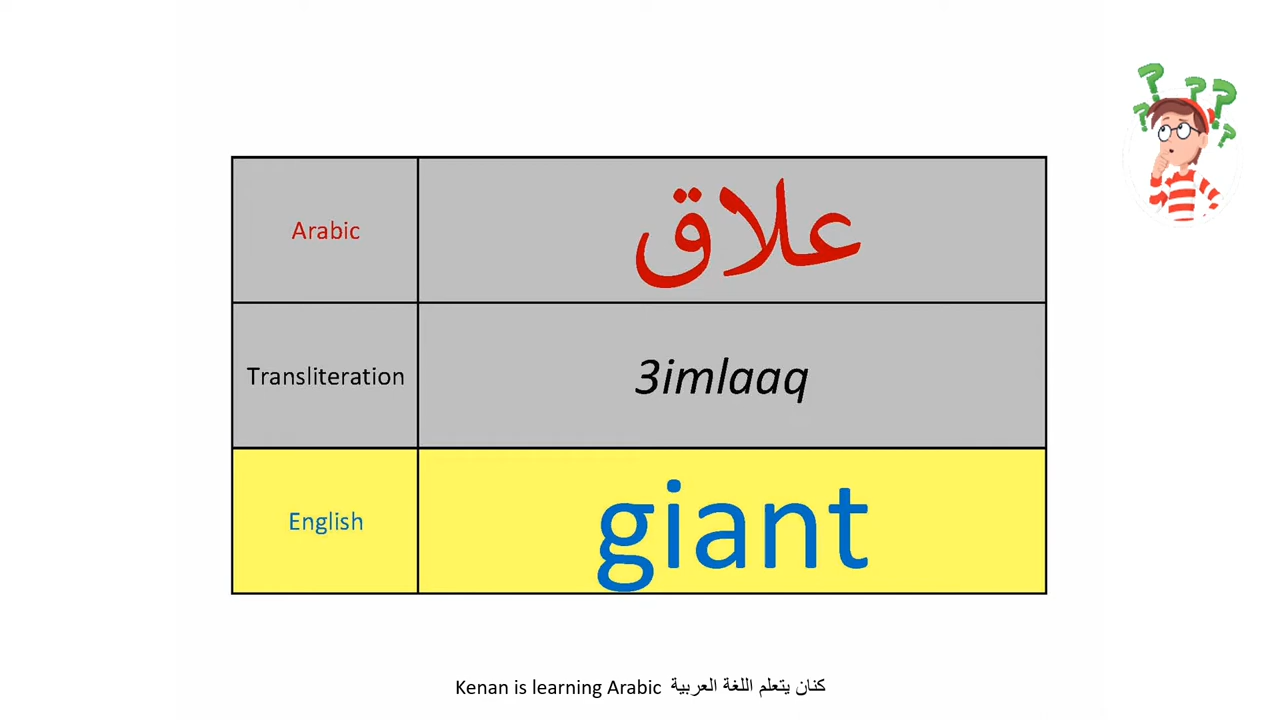 Arabic علاق
Transliteration 3imlaaq
English giant
Kenan is learning Arabic كنان يتعلم اللغة العربية